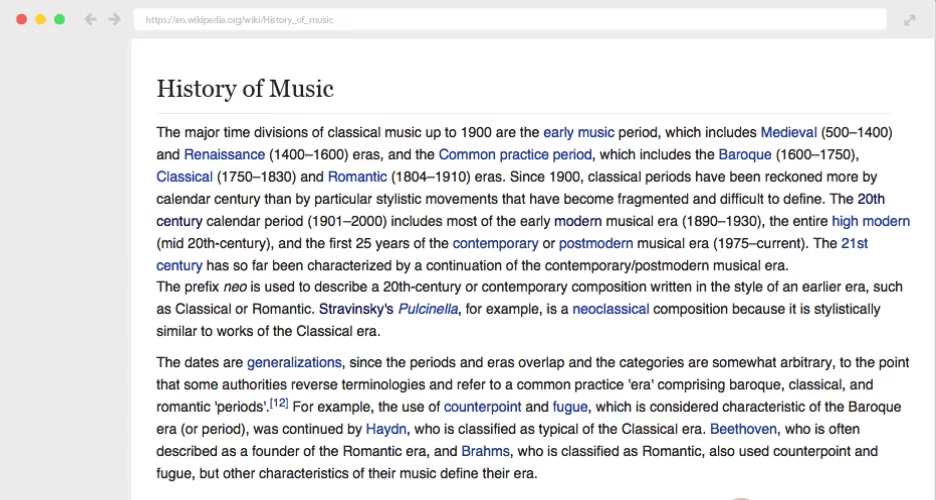 https://en.wikipedia.org/wiki/History_of_music
History of Music
The major time divisions of classical music up to 1900 are the early music period, which includes Medieval (500–1400)
and Renaissance (1400–1600) eras, and the Common practice period, which includes the Baroque (1600–1750),
Classical (1750–1830) and Romantic (1804–1910) eras. Since 1900, classical periods have been reckoned more by
calendar century than by particular stylistic movements that have become fragmented and difficult to define. The 20th
century calendar period (1901–2000) includes most of the early modern musical era (1890–1930), the entire high modern
(mid 20th-century), and the first 25 years of the contemporary or postmodern musical era (1975–current). The 21st
century has so far been characterized by a continuation of the contemporary/postmodern musical era.
The prefix neo is used to describe a 20th-century or contemporary composition written in the style of an earlier era, such
as Classical or Romantic. Stravinsky's Pulcinella, for example, is a neoclassical composition because it is stylistically
similar to works of the Classical era.
The dates are generalizations, since the periods and eras overlap and the categories are somewhat arbitrary, to the point
that some authorities reverse terminologies and refer to a common practice 'era' comprising baroque, classical, and
romantic 'periods'.[12] For example, the use of counterpoint and fugue, which is considered characteristic of the Baroque
era (or period), was continued by Haydn, who is classified as typical of the Classical era. Beethoven, who is often
described as a founder of the Romantic era, and Brahms, who is classified as Romantic, also used counterpoint and
fugue, but other characteristics of their music define their era.